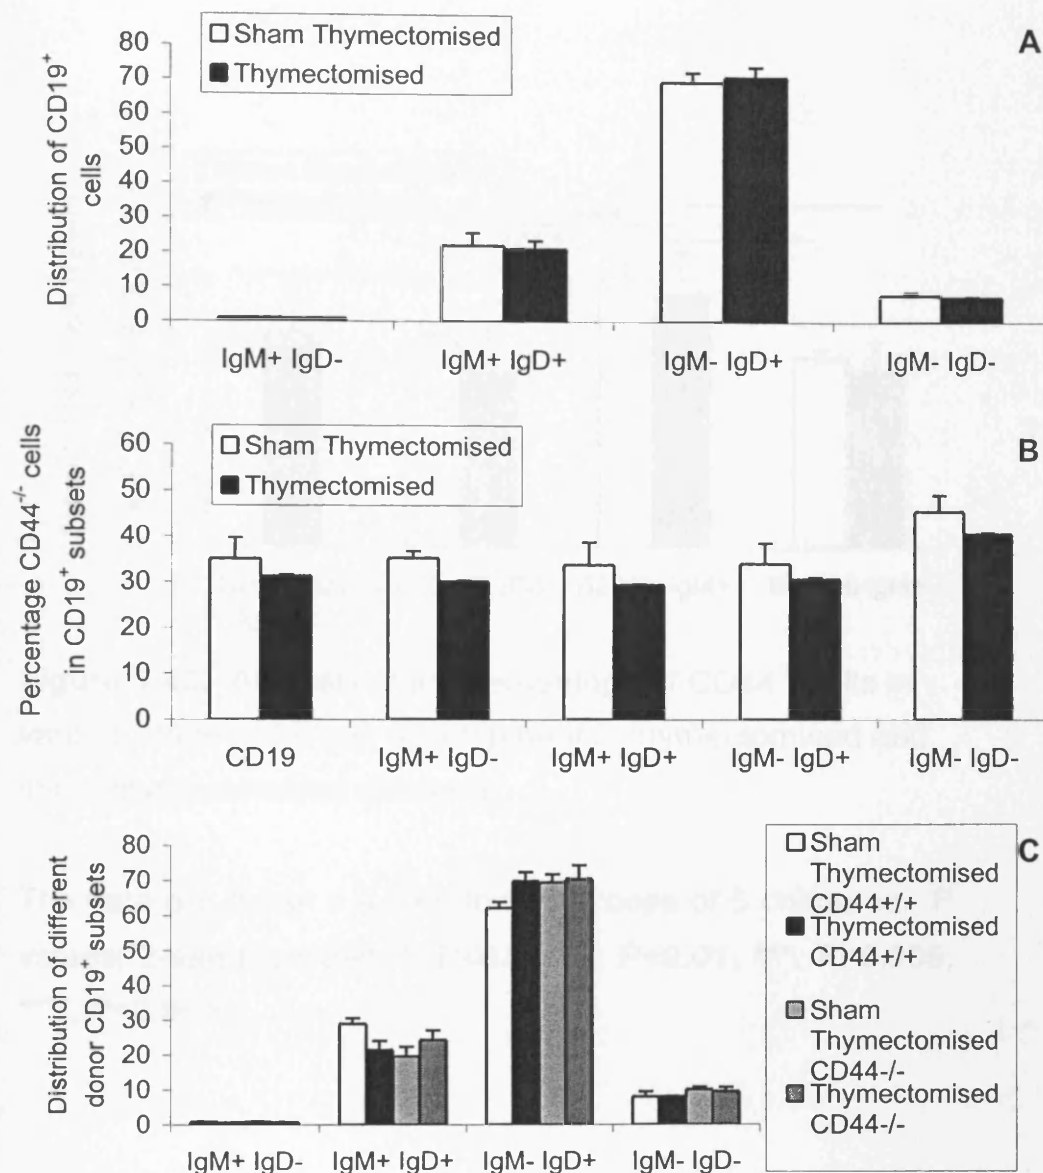 Sham Thymectomised
Thymectomised
A
Distribution of CD19+
cells
80
70
60
50
40
30
20
10
0
IgM+ IgD-
IgM+ IgD+
IgM- IgD+
IgM- IgD-
Sham Thymectomised
Thymectomised
B
Percentage CD44-/- cells
in CD19+ subsets
60
50
40
30
20
10
0
CD19
IgM+ IgD-
IgM+ IgD+
IgM- IgD+
IgM- IgD-
C
Distribution of different
donor CD19+ subsets
80
70
60
50
40
30
20
10
0
IgM+ IgD-
IgM+ IgD+
IgM- IgD+
IgM- IgD-
Sham
Thymectomised
CD44+/+
Thymectomised
CD44+/+
Sham
Thymectomised
CD44-/-
Thymectomised
CD44-/-